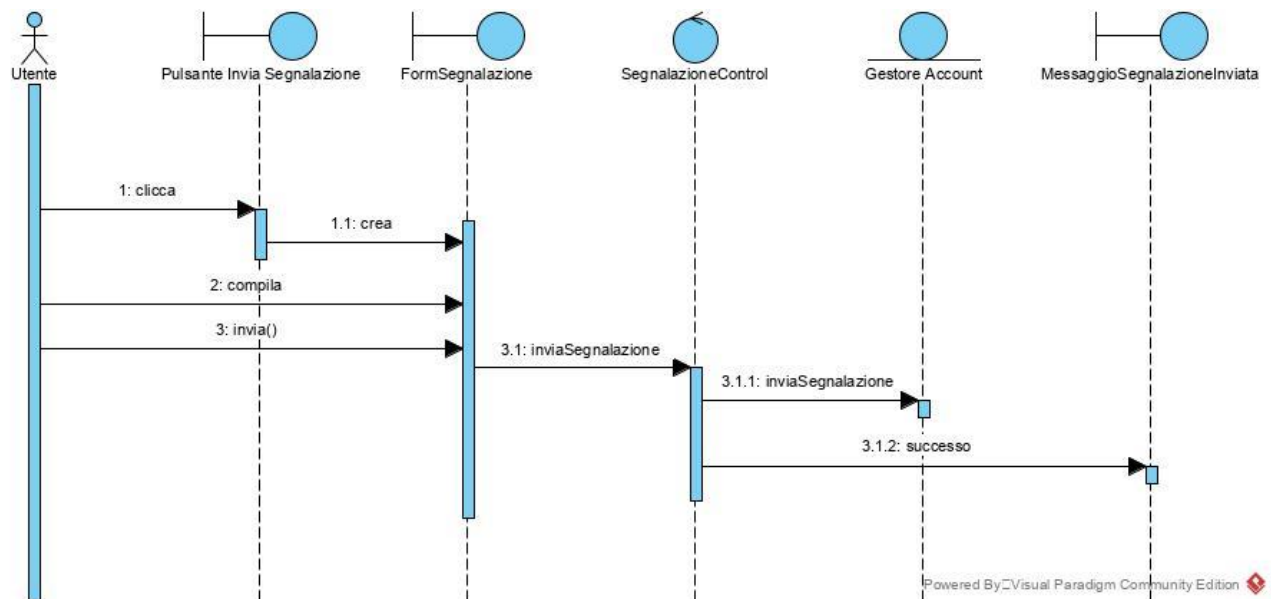 Utente
Pulsante Invia Segnalazione
FormSegnalazione
SegnalazioneControl
Gestore Account
MessaggioSegnalazioneInviata
1: clicca
1.1: crea
2: compila
3: invia()
3.1: inviaSegnalazione
3.1.1: inviaSegnalazione
3.1.2: successo
Powered By□Visual Paradigm Community Edition